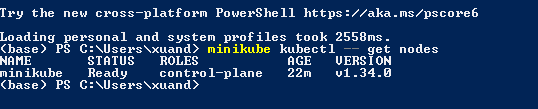 Try the new cross-platform PowerShell https://aka.ms/pscore6
Loading personal and system profiles took 2558ms.
(base) PS C:\Users\xuand> minikube kubectl -- get nodes
NAME       STATUS   ROLES           AGE   VERSION
minikube   Ready    control-plane   22m   v1.34.0
(base) PS C:\Users\xuand>